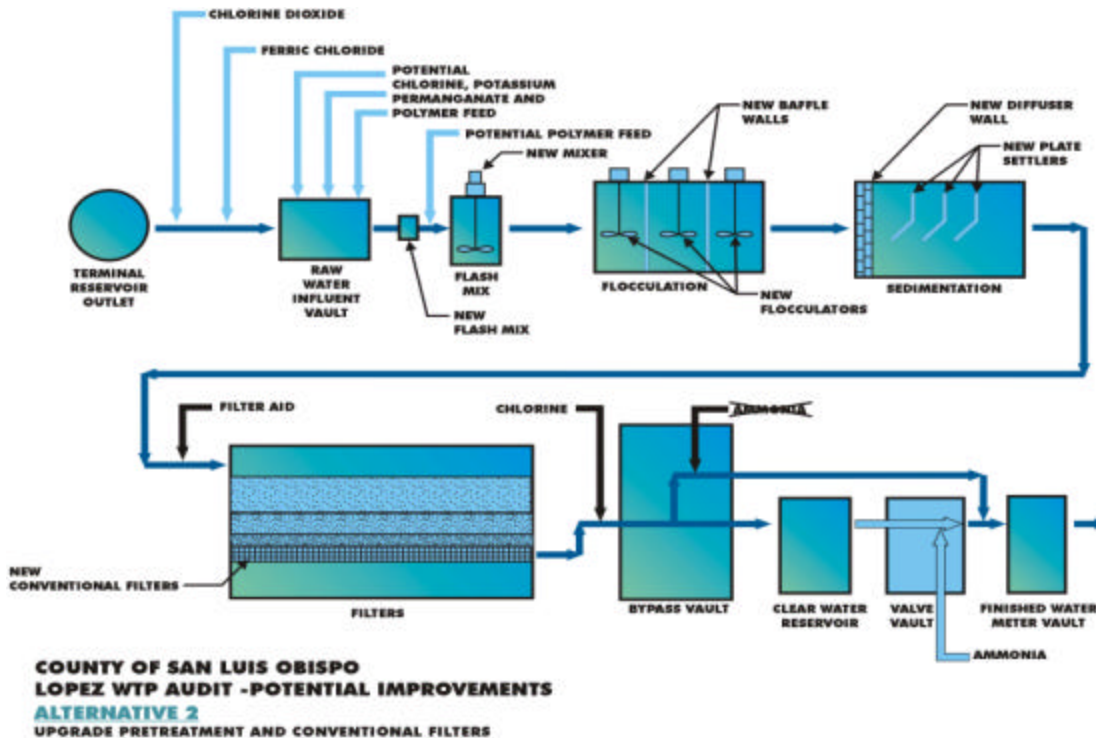 CHLORINE DIOXIDE
FERRIC CHLORIDE
POTENTIAL
CHLORINE, POTASSIUM
PERMANGANATE AND
POLYMER FEED
POTENTIAL POLYMER FEED
NEW MIXER
NEW BAFFLE
WALLS
NEW DIFFUSER
WALL
NEW PLATE
SETTLERS
TERMINAL
RESERVOIR
OUTLET
RAW
WATER
INFLUENT
VAULT
NEW
FLASH MIX
FLASH
MIX
FLOCCULATION
NEW
FLOCCULATORS
SEDIMENTATION
FILTER AID
CHLORINE
AMMONIA
NEW
CONVENTIONAL FILTERS
FILTERS
BYPASS VAULT
CLEAR WATER
RESERVOIR
VALVE
VAULT
FINISHED WATER
METER VAULT
AMMONIA
COUNTY OF SAN LUIS OBISPO
LOPEZ WTP AUDIT -POTENTIAL IMPROVEMENTS
ALTERNATIVE 2
UPGRADE PRETREATMENT AND CONVENTIONAL FILTERS